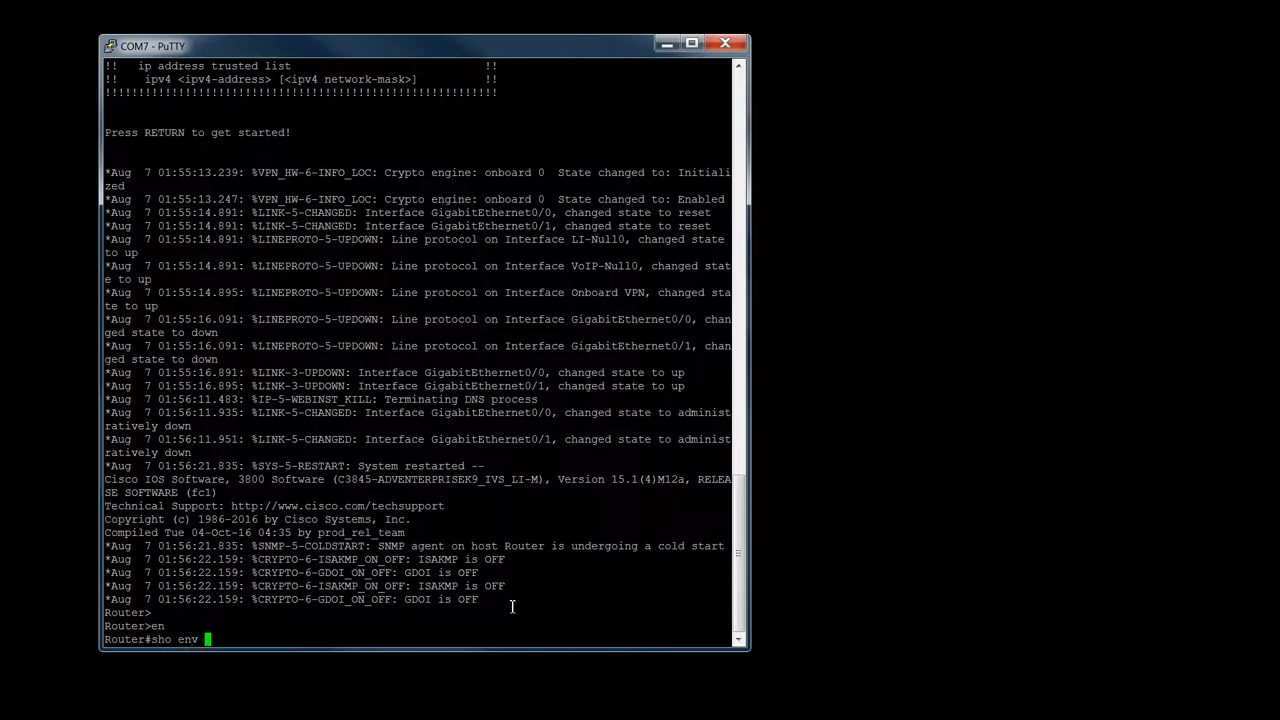 COM7 - PuTTY
!!   ip address trusted list                             !!
!!    ipv4 <ipv4-address> [<ipv4 network-mask>]          !!
!!!!!!!!!!!!!!!!!!!!!!!!!!!!!!!!!!!!!!!!!!!!!!!!!!!!!!!!!!!
Press RETURN to get started!
*Aug  7 01:55:13.239: %VPN_HW-6-INFO_LOC: Crypto engine: onboard 0  State changed to: Initiali
zed
*Aug  7 01:55:13.247: %VPN_HW-6-INFO_LOC: Crypto engine: onboard 0  State changed to: Enabled
*Aug  7 01:55:14.891: %LINK-5-CHANGED: Interface GigabitEthernet0/0, changed state to reset
*Aug  7 01:55:14.891: %LINK-5-CHANGED: Interface GigabitEthernet0/1, changed state to reset
*Aug  7 01:55:14.891: %LINEPROTO-5-UPDOWN: Line protocol on Interface LI-Null0, changed state
to up
*Aug  7 01:55:14.891: %LINEPROTO-5-UPDOWN: Line protocol on Interface VoIP-Null0, changed stat
e to up
*Aug  7 01:55:14.895: %LINEPROTO-5-UPDOWN: Line protocol on Interface Onboard VPN, changed sta
te to up
*Aug  7 01:55:16.091: %LINEPROTO-5-UPDOWN: Line protocol on Interface GigabitEthernet0/0, chan
ged state to down
*Aug  7 01:55:16.091: %LINEPROTO-5-UPDOWN: Line protocol on Interface GigabitEthernet0/1, chan
ged state to down
*Aug  7 01:55:16.891: %LINK-3-UPDOWN: Interface GigabitEthernet0/0, changed state to up
*Aug  7 01:55:16.895: %LINK-3-UPDOWN: Interface GigabitEthernet0/1, changed state to up
*Aug  7 01:56:11.483: %IP-5-WEBINST_KILL: Terminating DNS process
*Aug  7 01:56:11.935: %LINK-5-CHANGED: Interface GigabitEthernet0/0, changed state to administ
ratively down
*Aug  7 01:56:11.951: %LINK-5-CHANGED: Interface GigabitEthernet0/1, changed state to administ
ratively down
*Aug  7 01:56:21.835: %SYS-5-RESTART: System restarted --
Cisco IOS Software, 3800 Software (C3845-ADVENTERPRISEK9_IVS_LI-M), Version 15.1(4)M12a, RELEA
SE SOFTWARE (fc1)
Technical Support: http://www.cisco.com/techsupport
Copyright (c) 1986-2016 by Cisco Systems, Inc.
Compiled Tue 04-Oct-16 04:35 by prod_rel_team
*Aug  7 01:56:21.835: %SNMP-5-COLDSTART: SNMP agent on host Router is undergoing a cold start
*Aug  7 01:56:22.159: %CRYPTO-6-ISAKMP_ON_OFF: ISAKMP is OFF
*Aug  7 01:56:22.159: %CRYPTO-6-GDOI_ON_OFF: GDOI is OFF
*Aug  7 01:56:22.159: %CRYPTO-6-ISAKMP_ON_OFF: ISAKMP is OFF
*Aug  7 01:56:22.159: %CRYPTO-6-GDOI_ON_OFF: GDOI is OFF
Router>
Router>en
Router#sho env